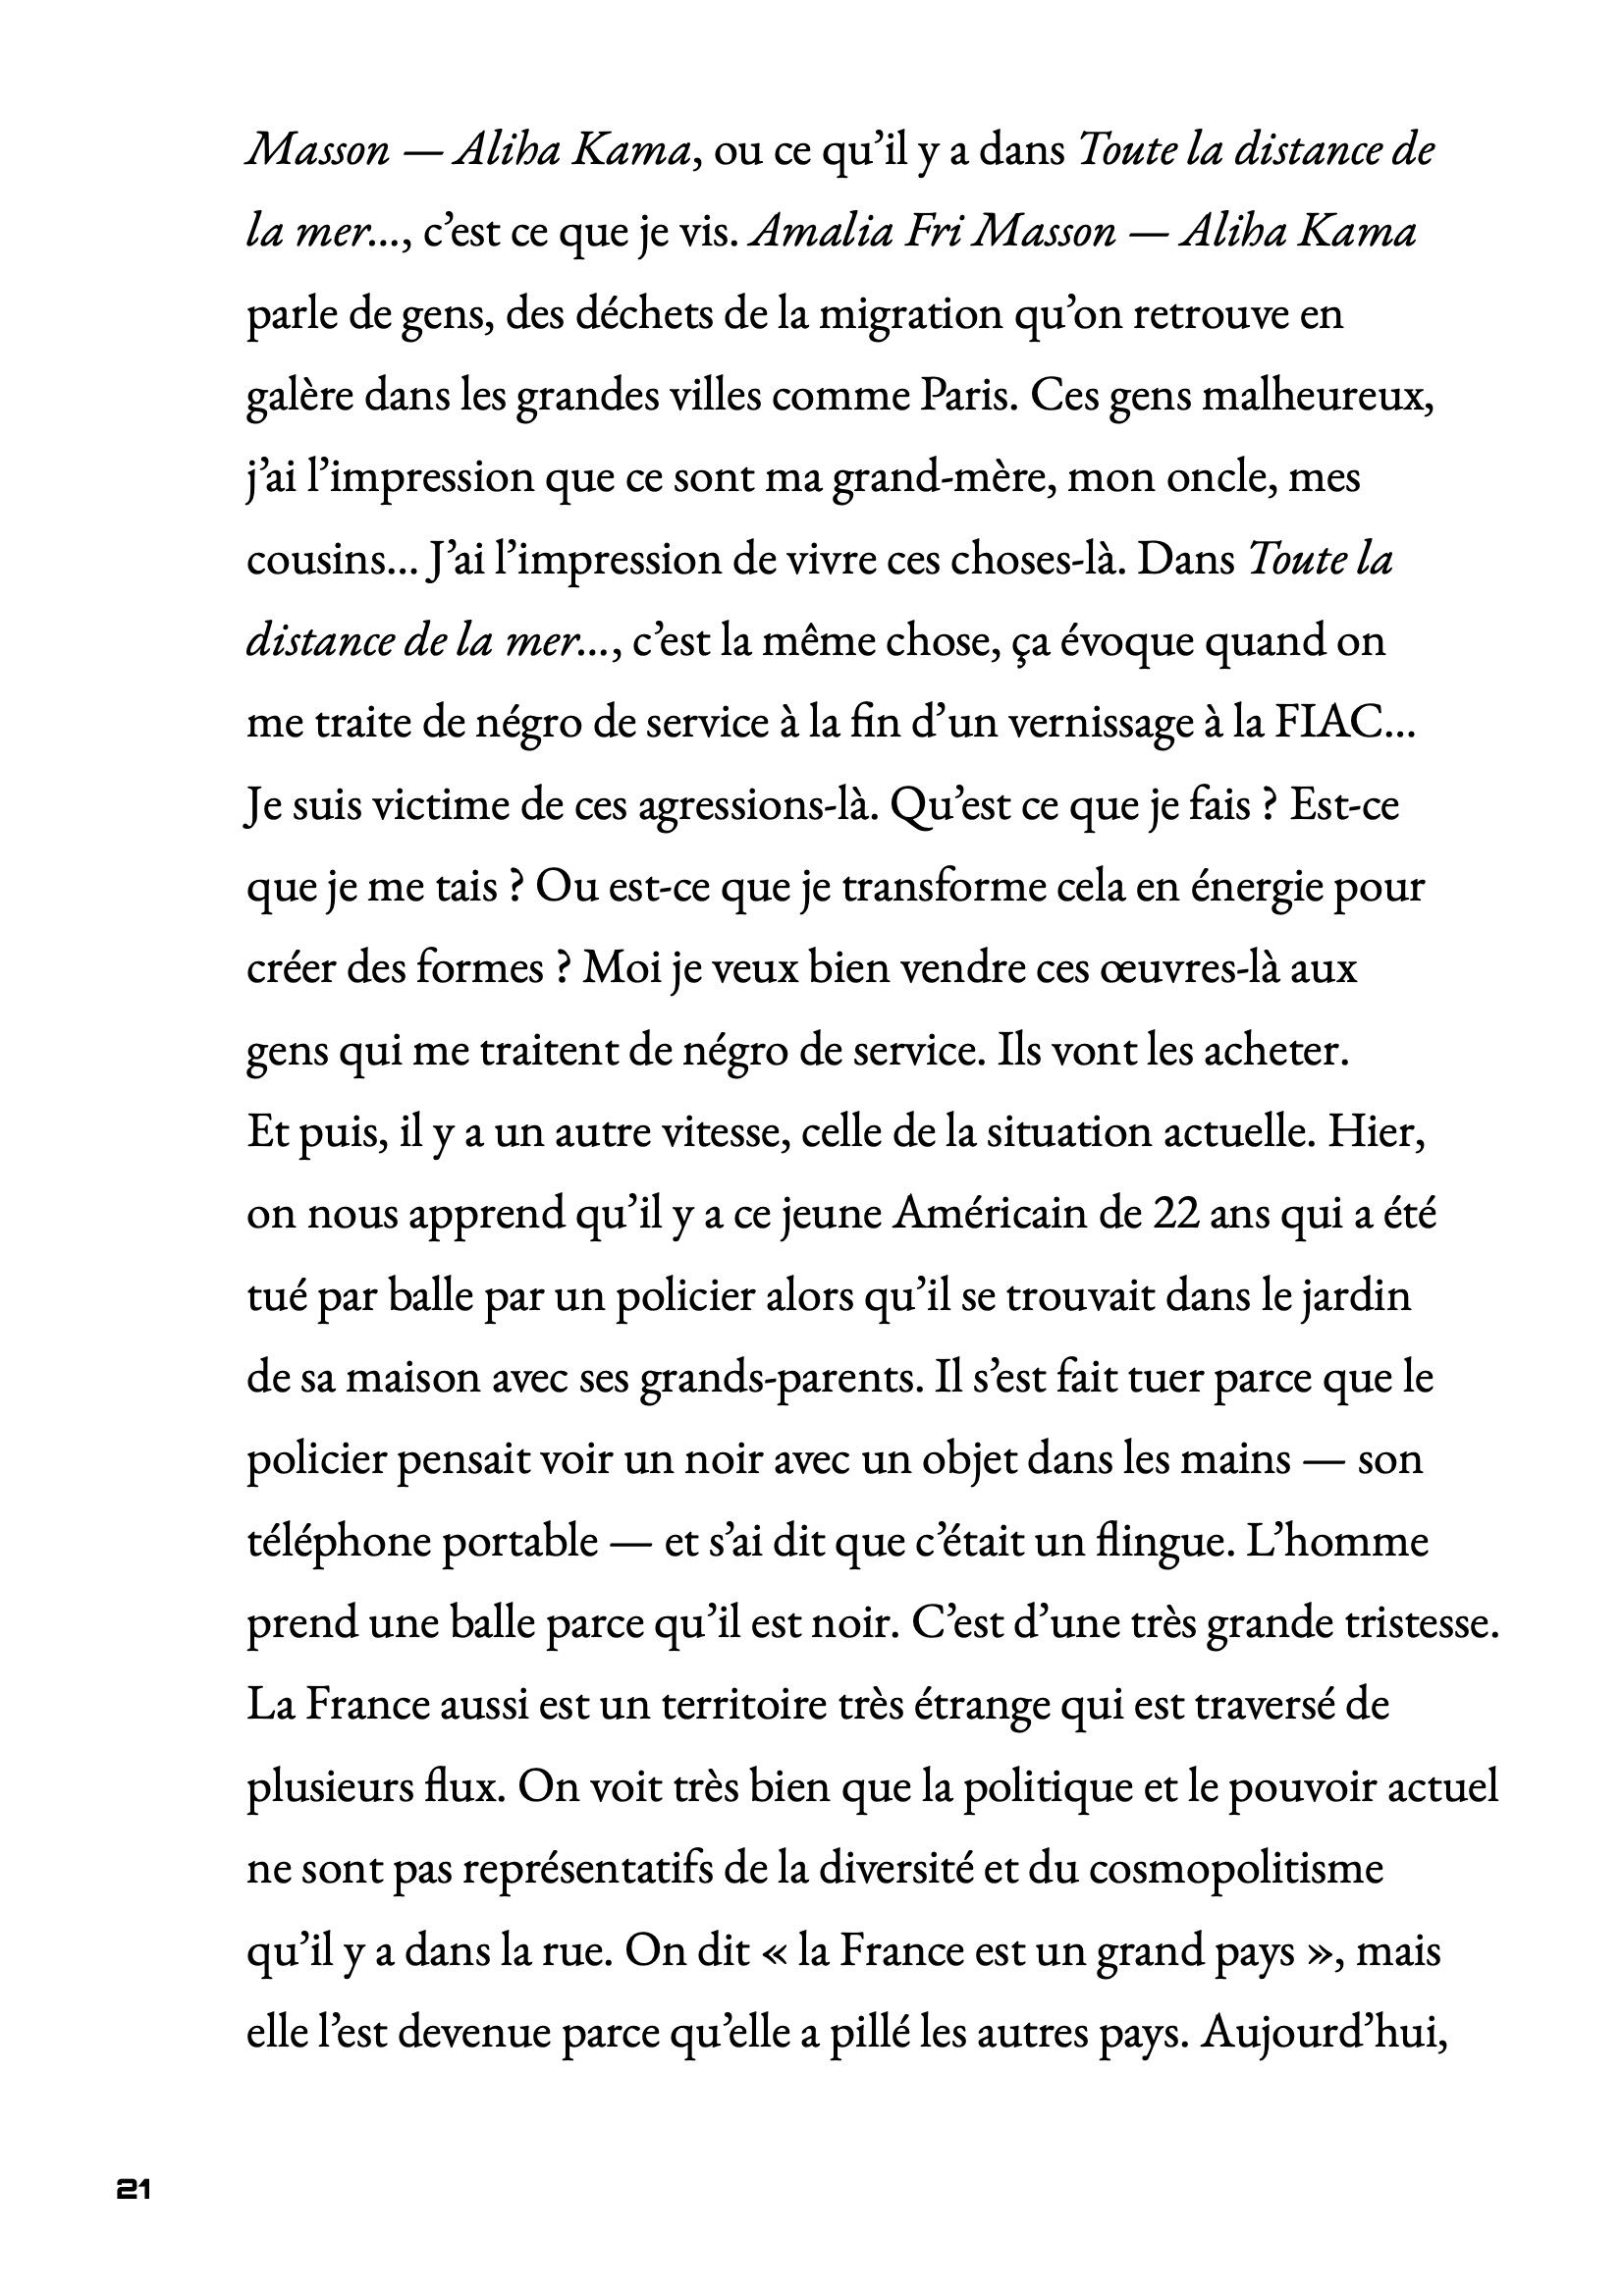 Masson — Aliha Kama, ou ce qu’il y a dans Toute la distance de
la mer..., c’est ce que je vis. Amalia Fri Masson — Aliha Kama
parle de gens, des déchets de la migration qu’on retrouve en
galère dans les grandes villes comme Paris. Ces gens malheureux,
j’ai l’impression que ce sont ma grand-mère, mon oncle, mes
cousins... J’ai l’impression de vivre ces choses-là. Dans Toute la
distance de la mer..., c’est la même chose, ça évoque quand on
me traite de négro de service à la fin d’un vernissage à la FIAC...
Je suis victime de ces agressions-là. Qu’est ce que je fais ? Est-ce
que je me tais ? Ou est-ce que je transforme cela en énergie pour
créer des formes ? Moi je veux bien vendre ces œuvres-là aux
gens qui me traitent de négro de service. Ils vont les acheter.
Et puis, il y a un autre vitesse, celle de la situation actuelle. Hier,
on nous apprend qu’il y a ce jeune Américain de 22 ans qui a été
tué par balle par un policier alors qu’il se trouvait dans le jardin
de sa maison avec ses grands-parents. Il s’est fait tuer parce que le
policier pensait voir un noir avec un objet dans les mains — son
téléphone portable — et s’ai dit que c’était un flingue. L’homme
prend une balle parce qu’il est noir. C’est d’une très grande tristesse.
La France aussi est un territoire très étrange qui est traversé de
plusieurs flux. On voit très bien que la politique et le pouvoir actuel
ne sont pas représentatifs de la diversité et du cosmopolitisme
qu’il y a dans la rue. On dit « la France est un grand pays », mais
elle l’est devenue parce qu’elle a pillé les autres pays. Aujourd’hui,
21